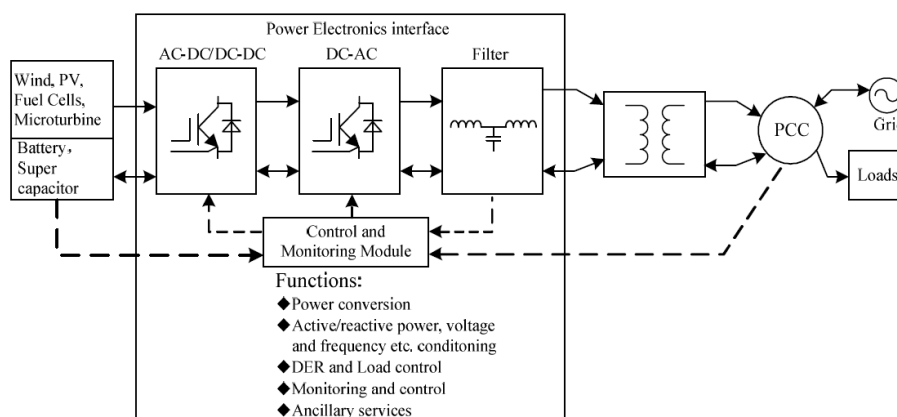 Power Electronics interface
AC-DC/DC-DC
DC-AC
Filter
Wind, PV,
Fuel Cells,
Microturbine
Battery,
Super
capacitor
PCC
Grid
Loads
Control and
Monitoring Module
Functions:
◆Power conversion
◆Active/reactive power, voltage
and frequency etc. conditoning
◆DER and Load control
◆Monitoring and control
◆Ancillary services